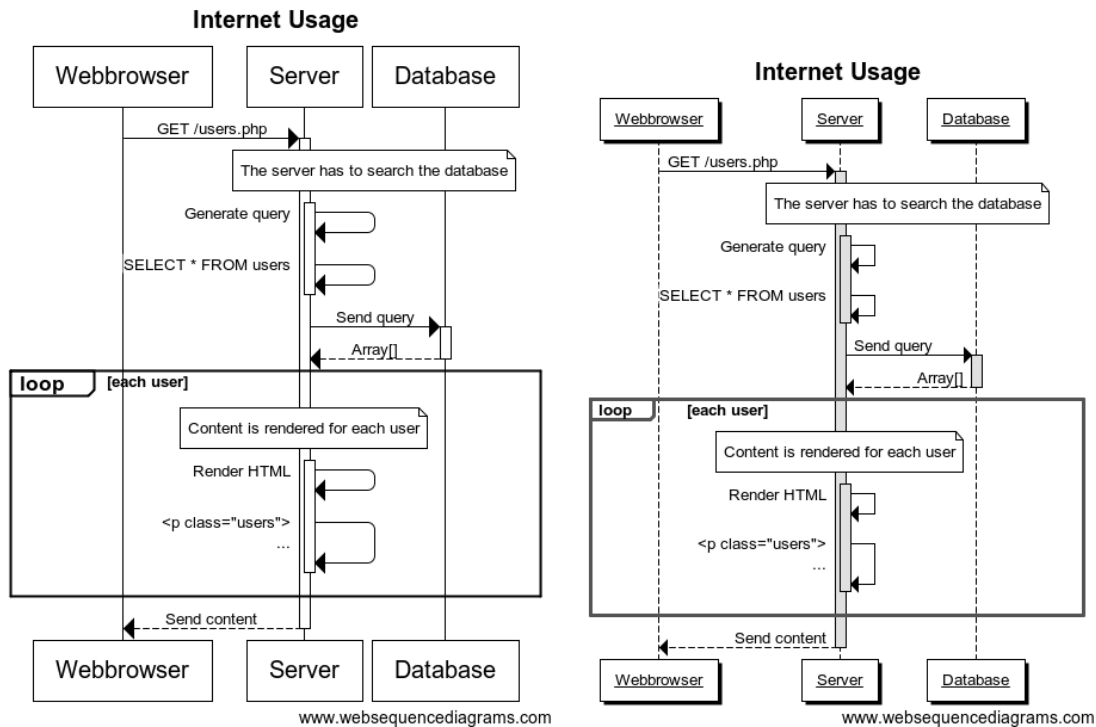 Internet Usage
Webbrowser
Server
Database
GET /users.php
The server has to search the database
Generate query
SELECT * FROM users
Send query
Array[]
loop
[each user]
Content is rendered for each user
Render HTML
<p class="users">
...
Send content
Webbrowser
Server
Database
www.websequencediagrams.com
Internet Usage
Webbrowser
Server
Database
GET /users.php
The server has to search the database
Generate query
SELECT * FROM users
Send query
Array[]
loop
[each user]
Content is rendered for each user
Render HTML
<p class="users">
...
Send content
Webbrowser
Server
Database
www.websequencediagrams.com